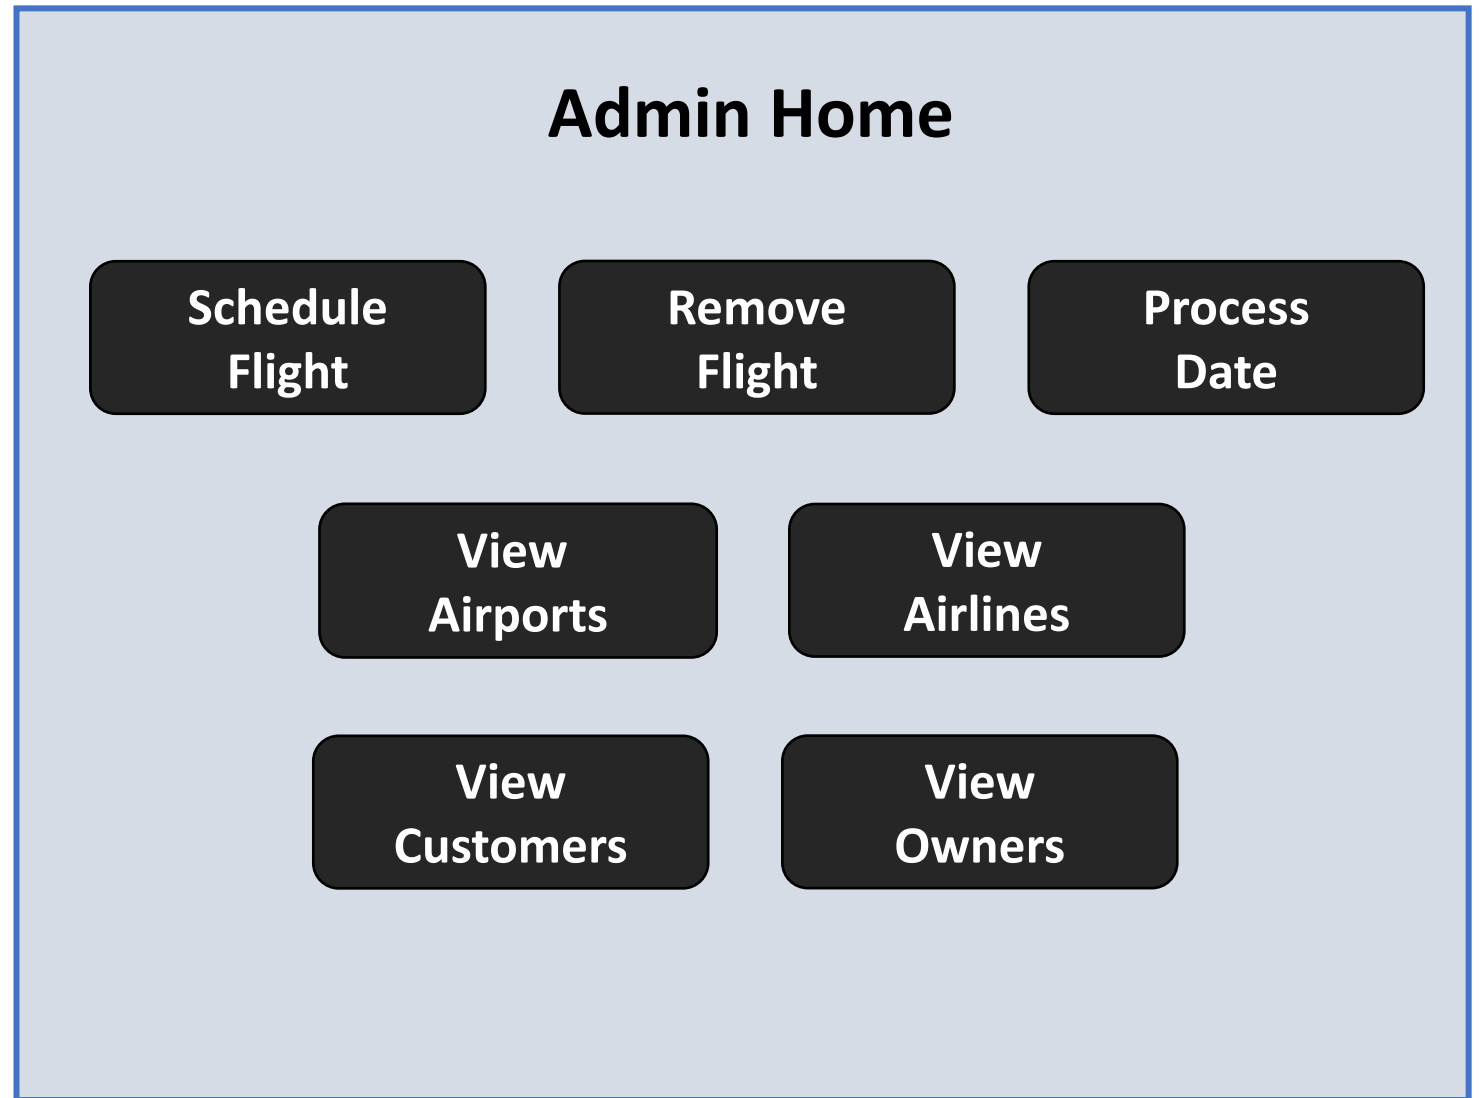 Admin Home
Schedule
Flight
Remove
Flight
Process
Date
View
Airports
View
Airlines
View
Customers
View
Owners